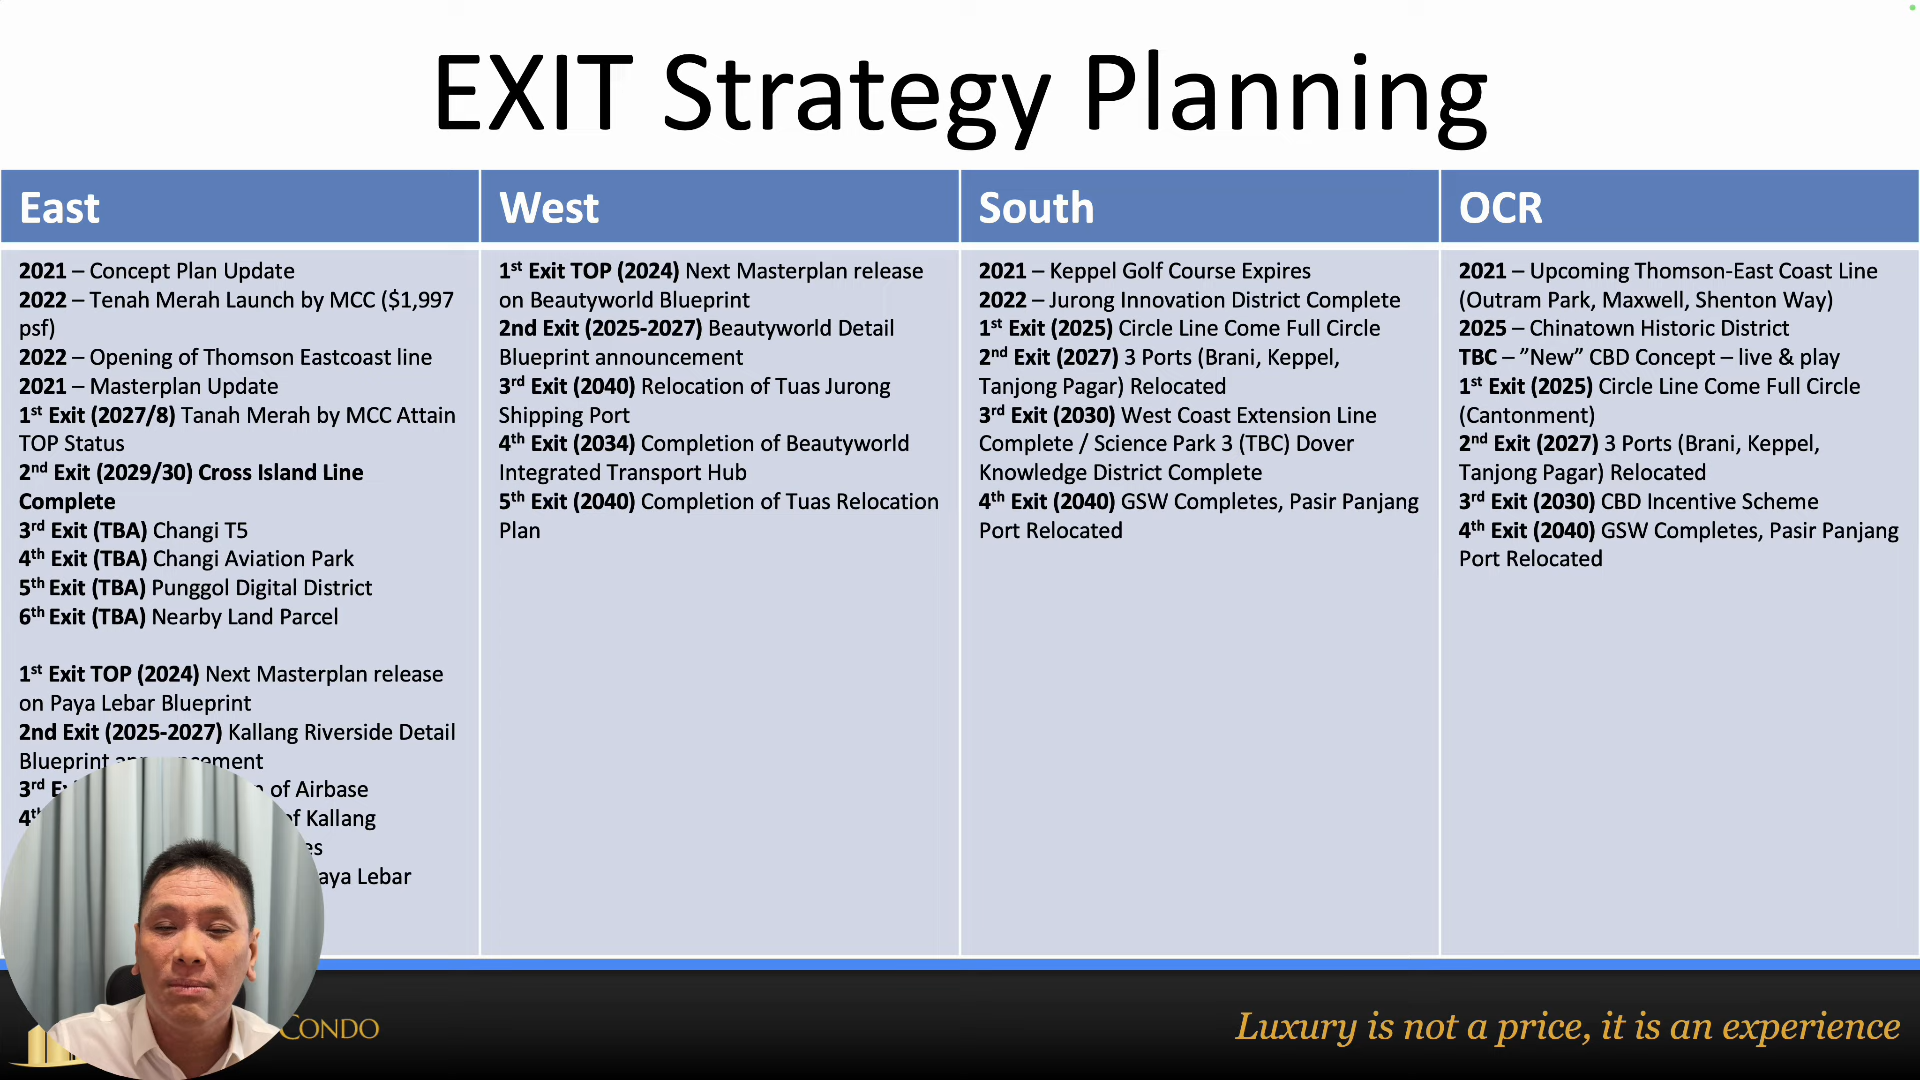 EXIT Strategy Planning
East
2021 – Concept Plan Update
2022 – Tenah Merah Launch by MCC ($1,997
psf)
2022 – Opening of Thomson Eastcoast line
2021 – Masterplan Update
1st Exit (2027/8) Tanah Merah by MCC Attain
TOP Status
2nd Exit (2029/30) Cross Island Line
Complete
3rd Exit (TBA) Changi T5
4th Exit (TBA) Changi Aviation Park
5th Exit (TBA) Punggol Digital District
6th Exit (TBA) Nearby Land Parcel
1st Exit TOP (2024) Next Masterplan release
on Paya Lebar Blueprint
2nd Exit (2025-2027) Kallang Riverside Detail
Blueprint
3rd of Airbase
of Kallang
Lebar
West
1st Exit TOP (2024) Next Masterplan release
on Beautyworld Blueprint
2nd Exit (2025-2027) Beautyworld Detail
Blueprint announcement
3rd Exit (2040) Relocation of Tuas Jurong
Shipping Port
4th Exit (2034) Completion of Beautyworld
Integrated Transport Hub
5th Exit (2040) Completion of Tuas Relocation
Plan
South
2021 – Keppel Golf Course Expires
2022 – Jurong Innovation District Complete
1st Exit (2025) Circle Line Come Full Circle
2nd Exit (2027) 3 Ports (Brani, Keppel,
Tanjong Pagar) Relocated
3rd Exit (2030) West Coast Extension Line
Complete / Science Park 3 (TBC) Dover
Knowledge District Complete
4th Exit (2040) GSW Completes, Pasir Panjang
Port Relocated
OCR
2021 – Upcoming Thomson-East Coast Line
(Outram Park, Maxwell, Shenton Way)
2025 – Chinatown Historic District
TBC – ”New” CBD Concept – live & play
1st Exit (2025) Circle Line Come Full Circle
(Cantonment)
2nd Exit (2027) 3 Ports (Brani, Keppel,
Tanjong Pagar) Relocated
3rd Exit (2030) CBD Incentive Scheme
4th Exit (2040) GSW Completes, Pasir Panjang
Port Relocated
CONDO
Luxury is not a price, it is an experience